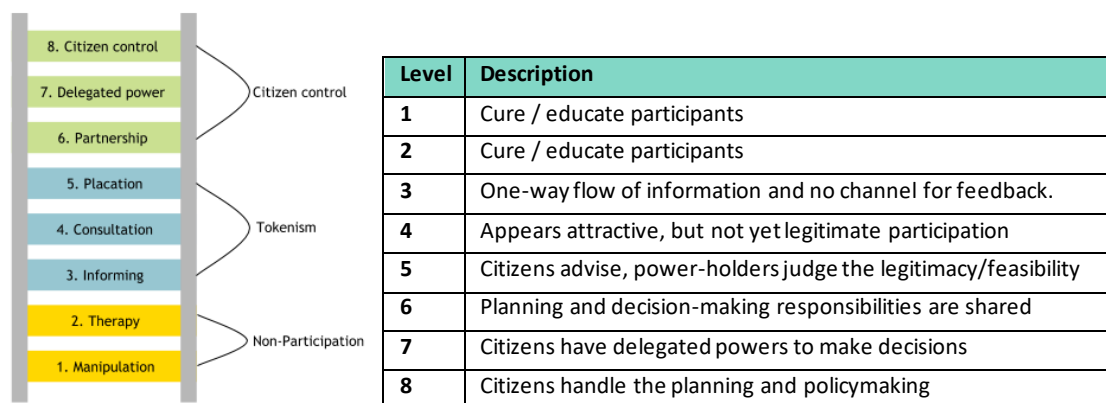 8. Citizen control
7. Delegated power
Citizen control
6. Partnership
5. Placation
4. Consultation
Tokenism
3. Informing
2. Therapy
Non-Participation
1. Manipulation
Level Description
1 Cure / educate participants
2 Cure / educate participants
3 One-way flow of information and no channel for feedback.
4 Appears attractive, but not yet legitimate participation
5 Citizens advise, power-holders judge the legitimacy/feasibility
6 Planning and decision-making responsibilities are shared
7 Citizens have delegated powers to make decisions
8 Citizens handle the planning and policymaking